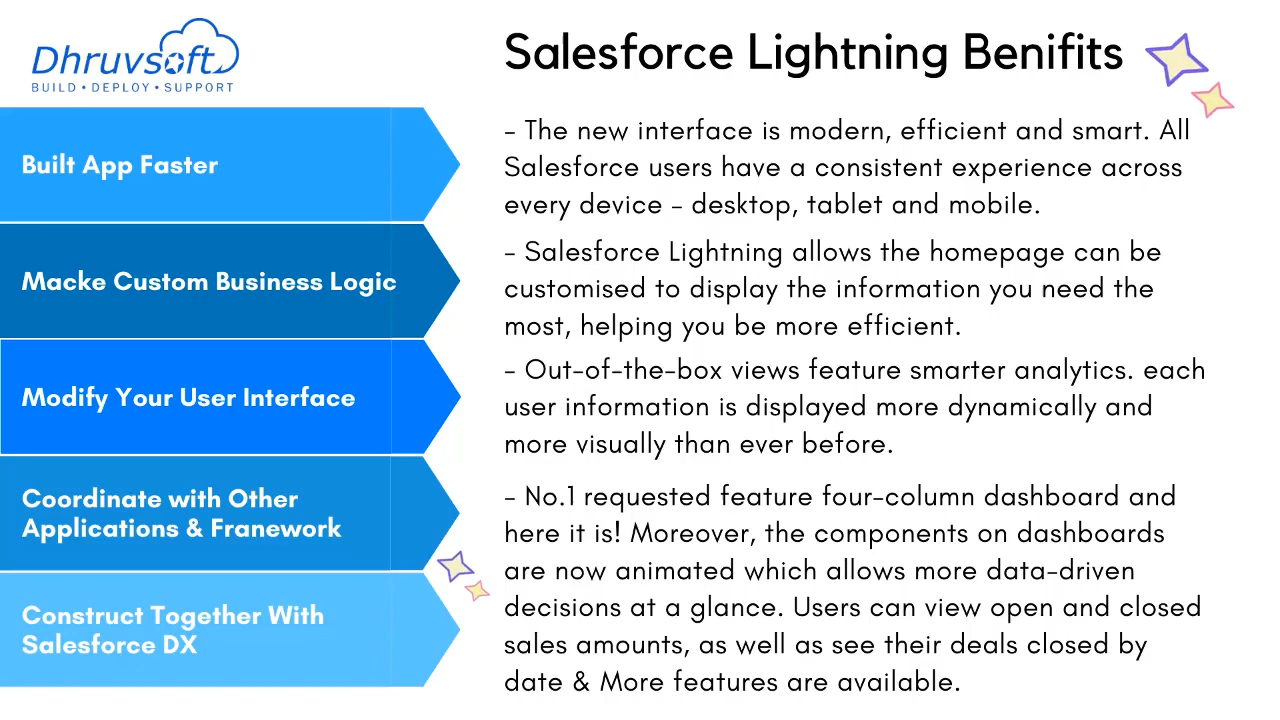 Dhruvsoft
BUILD • DEPLOY • SUPPORT
Salesforce Lightning Benifits
Built App Faster
Macke Custom Business Logic
Modify Your User Interface
Coordinate with Other
Applications & Franework
Construct Together With
Salesforce DX
- The new interface is modern, efficient and smart. All
Salesforce users have a consistent experience across
every device - desktop, tablet and mobile.
- Salesforce Lightning allows the homepage can be
customised to display the information you need the
most, helping you be more efficient.
- Out-of-the-box views feature smarter analytics. each
user information is displayed more dynamically and
more visually than ever before.
- No.1 requested feature four-column dashboard and
here it is! Moreover, the components on dashboards
are now animated which allows more data-driven
decisions at a glance. Users can view open and closed
sales amounts, as well as see their deals closed by
date & More features are available.